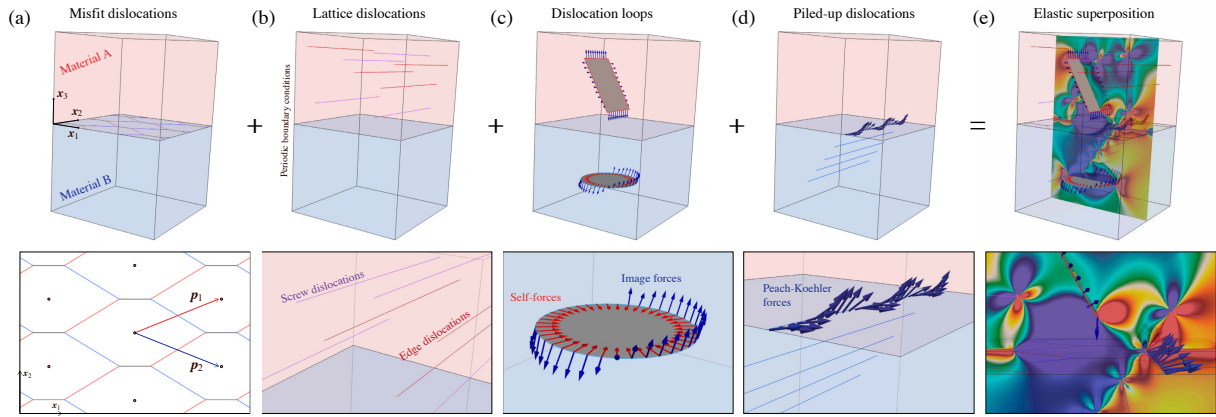 (a) Misfit dislocations
Material A
x3
x2
x1
Material B
+
(b) Lattice dislocations
Periodic boundary conditions
+
(c) Dislocation loops
+
(d) Piled-up dislocations
=
(e) Elastic superposition
p1
p2
x2
x1
Screw dislocations
Edge dislocations
Image forces
Self-forces
Peach-Koehler
forces